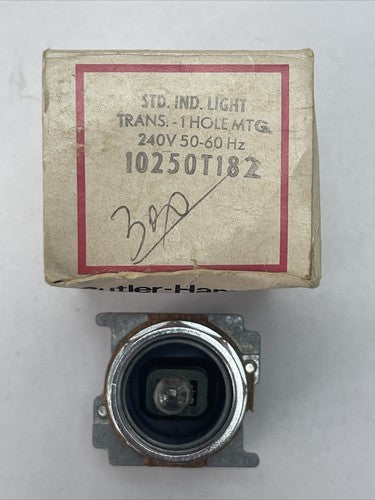 STD. IND. LIGHT
TRANS. - 1 HOLE MTG
240V 50-60 Hz
10250T182
Cutler-Ham